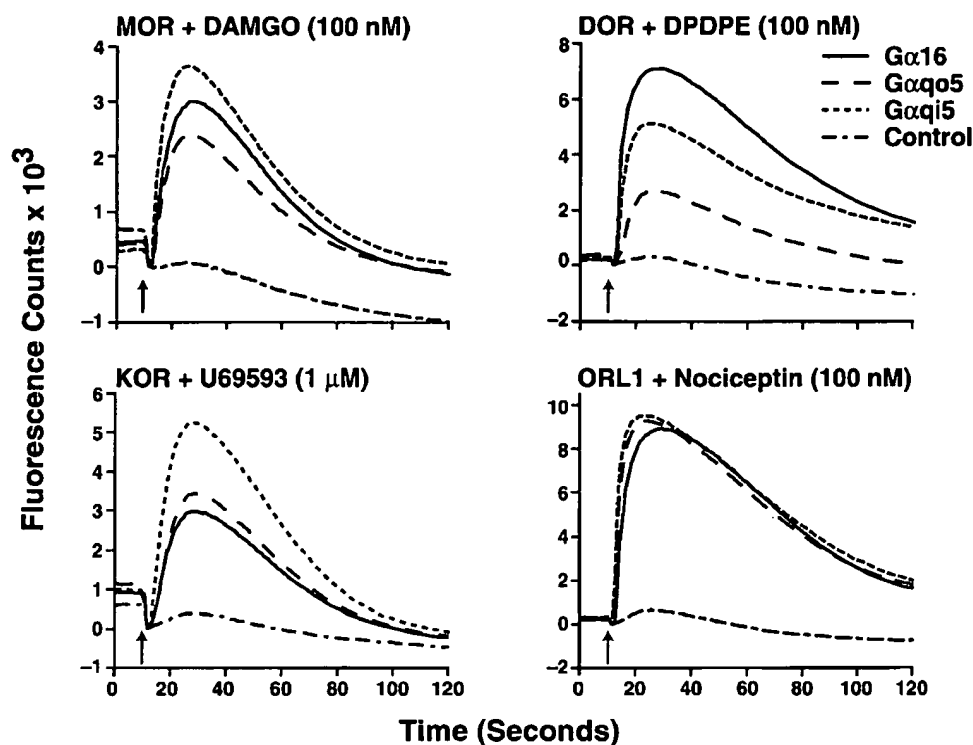 MOR + DAMGO (100 nM)
DOR + DPDPE (100 nM)
Gα16
Gαqo5
Gαqi5
Control
4
3
2
1
0
−1
8
6
4
2
0
−2
Fluorescence Counts x 10³
KOR + U69593 (1 μM)
ORL1 + Nociceptin (100 nM)
6
5
4
3
2
1
0
−1
10
8
6
4
2
0
−2
0 20 40 60 80 100 120
0 20 40 60 80 100 120
Time (Seconds)